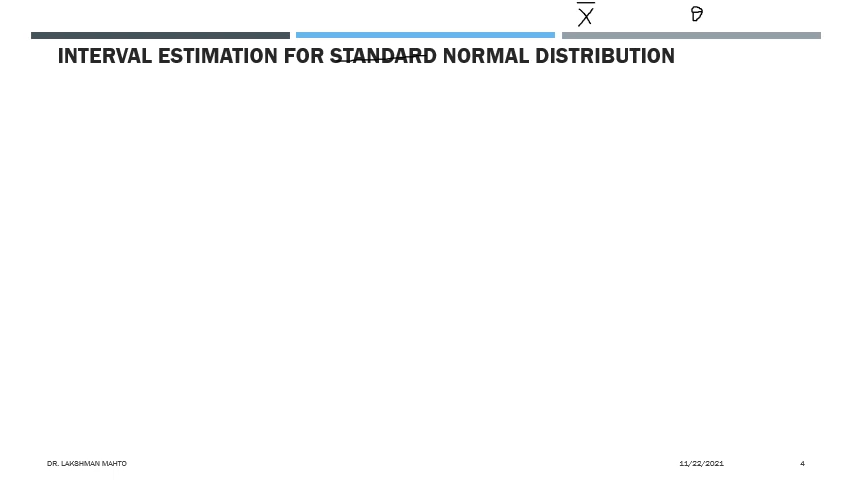 X̄ θ
INTERVAL ESTIMATION FOR STANDARD NORMAL DISTRIBUTION
DR. LAKSHMAN MAHTO 11/22/2021 4